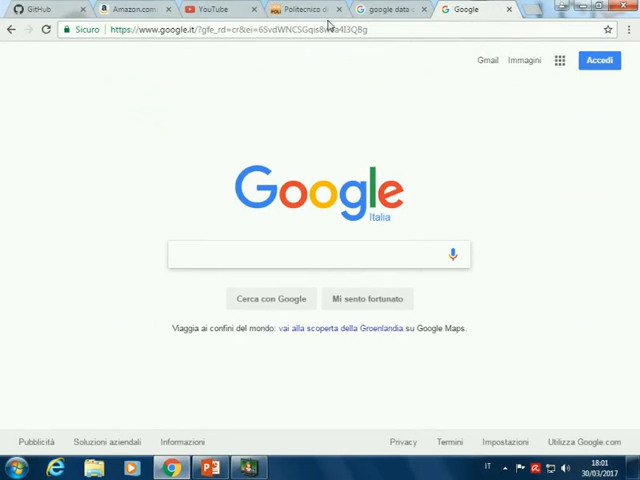 GitHub Amazon.com: YouTube Politecnico di google data c Google
Sicuro https://www.google.it/?gfe_rd=cr&ei=
Gmail Immagini Accedi
Google
Italia
Cerca con Google Mi sento fortunato
Viaggia ai confini del mondo: vai alla scoperta della Groenlandia su Google Maps.
Pubblicità Soluzioni aziendali Informazioni Privacy Termini Impostazioni Utilizza Google.com
IT 18:01
30/03/2017